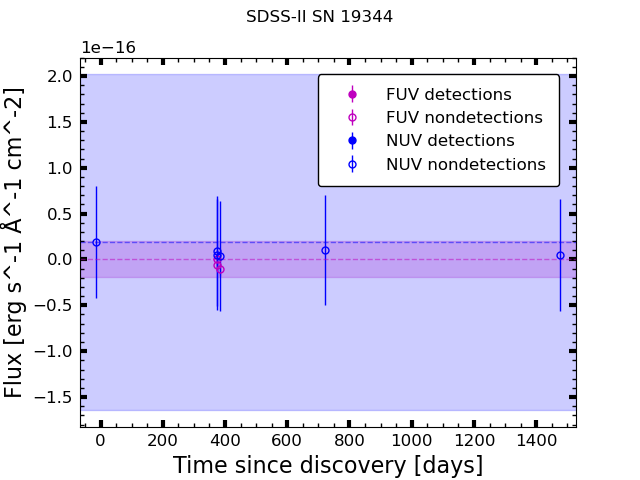 SDSS-II SN 19344
1e−16
2.0
1.5
1.0
0.5
0.0
−0.5
−1.0
−1.5
Flux [erg s^-1 Å^-1 cm^-2]
FUV detections
FUV nondetections
NUV detections
NUV nondetections
0 200 400 600 800 1000 1200 1400
Time since discovery [days]